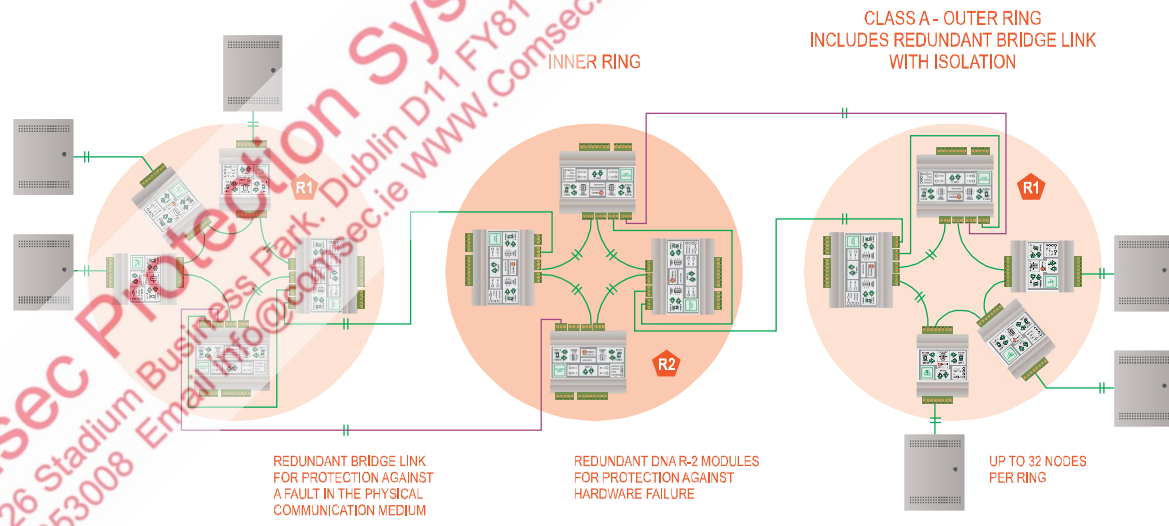 CLASS A - OUTER RING
INCLUDES REDUNDANT BRIDGE LINK
WITH ISOLATION
INNER RING
R1
R1
R2
REDUNDANT BRIDGE LINK
FOR PROTECTION AGAINST
A FAULT IN THE PHYSICAL
COMMUNICATION MEDIUM
REDUNDANT DNA R-2 MODULES
FOR PROTECTION AGAINST
HARDWARE FAILURE
UP TO 32 NODES
PER RING
Protection Sys
26 Stadium Business Park. Dublin D11 FY81
53008 Email info@comsec.ie WWW.Comsec.